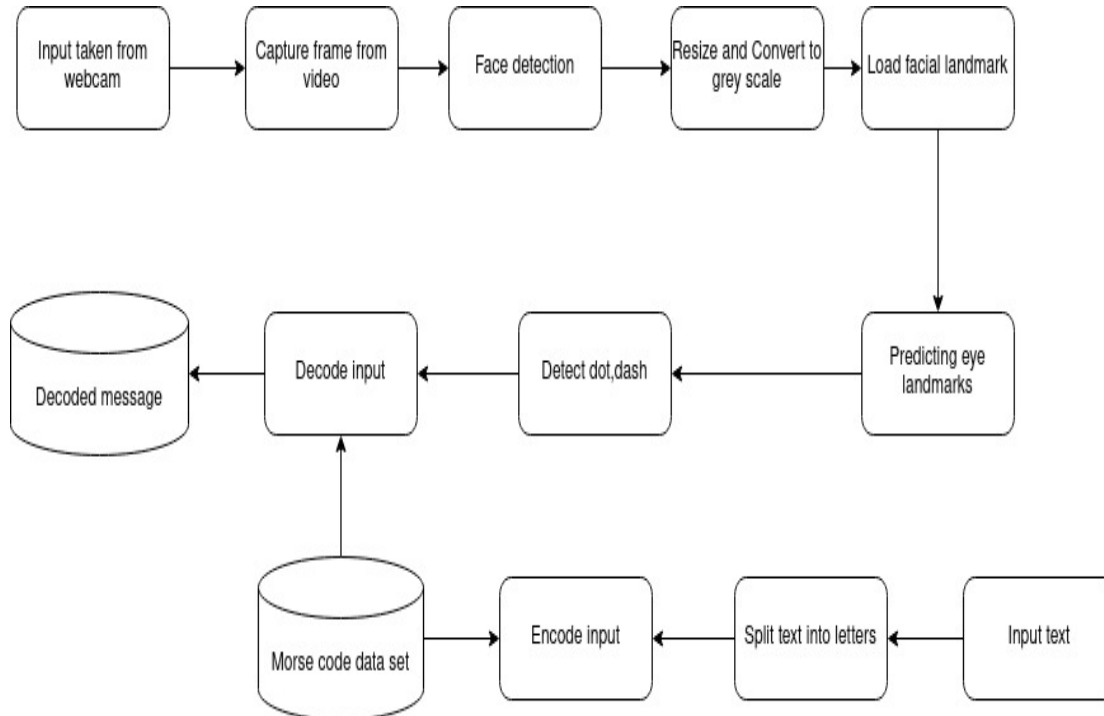 Input taken from
webcam
Capture frame from
video
Face detection
Resize and Convert to
grey scale
Load facial landmark
Predicting eye
landmarks
Detect dot,dash
Decode input
Decoded message
Morse code data set
Encode input
Split text into letters
Input text